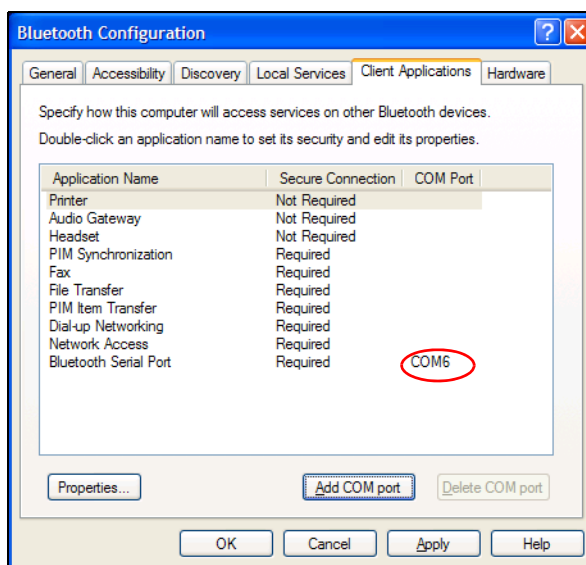 Bluetooth Configuration
General Accessibility Discovery Local Services Client Applications Hardware
Specify how this computer will access services on other Bluetooth devices.
Double-click an application name to set its security and edit its properties.
Application Name Secure Connection COM Port
Printer Not Required
Audio Gateway Not Required
Headset Not Required
PIM Synchronization Required
Fax Required
File Transfer Required
PIM Item Transfer Required
Dial-up Networking Required
Network Access Required
Bluetooth Serial Port Required COM6
Properties... Add COM port Delete COM port
OK Cancel Apply Help